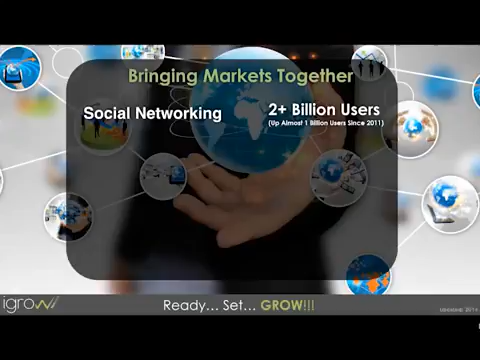 Bringing Markets Together
Social Networking
2+ Billion Users
(Up Almost 1 Billion Users Since 2011)
igrow
Ready... Set... GROW!!!